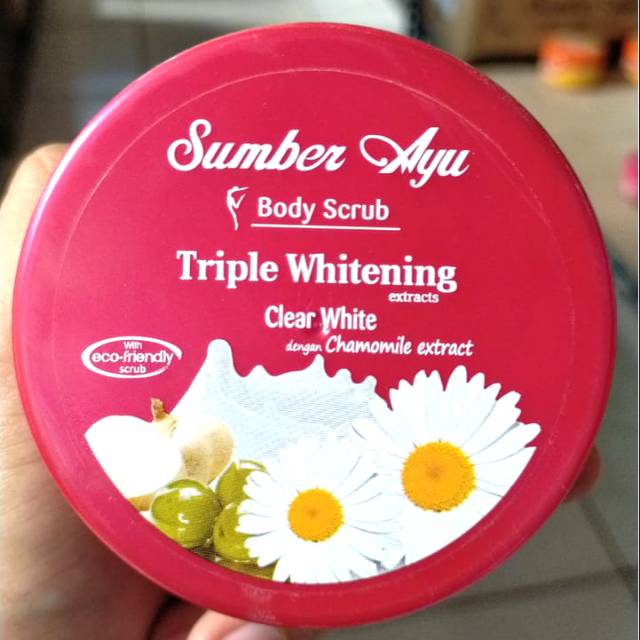 Sumber Ayu
Body Scrub
Triple Whitening
extracts
Clear White
dengan Chamomile extract
With
eco-friendly
scrub